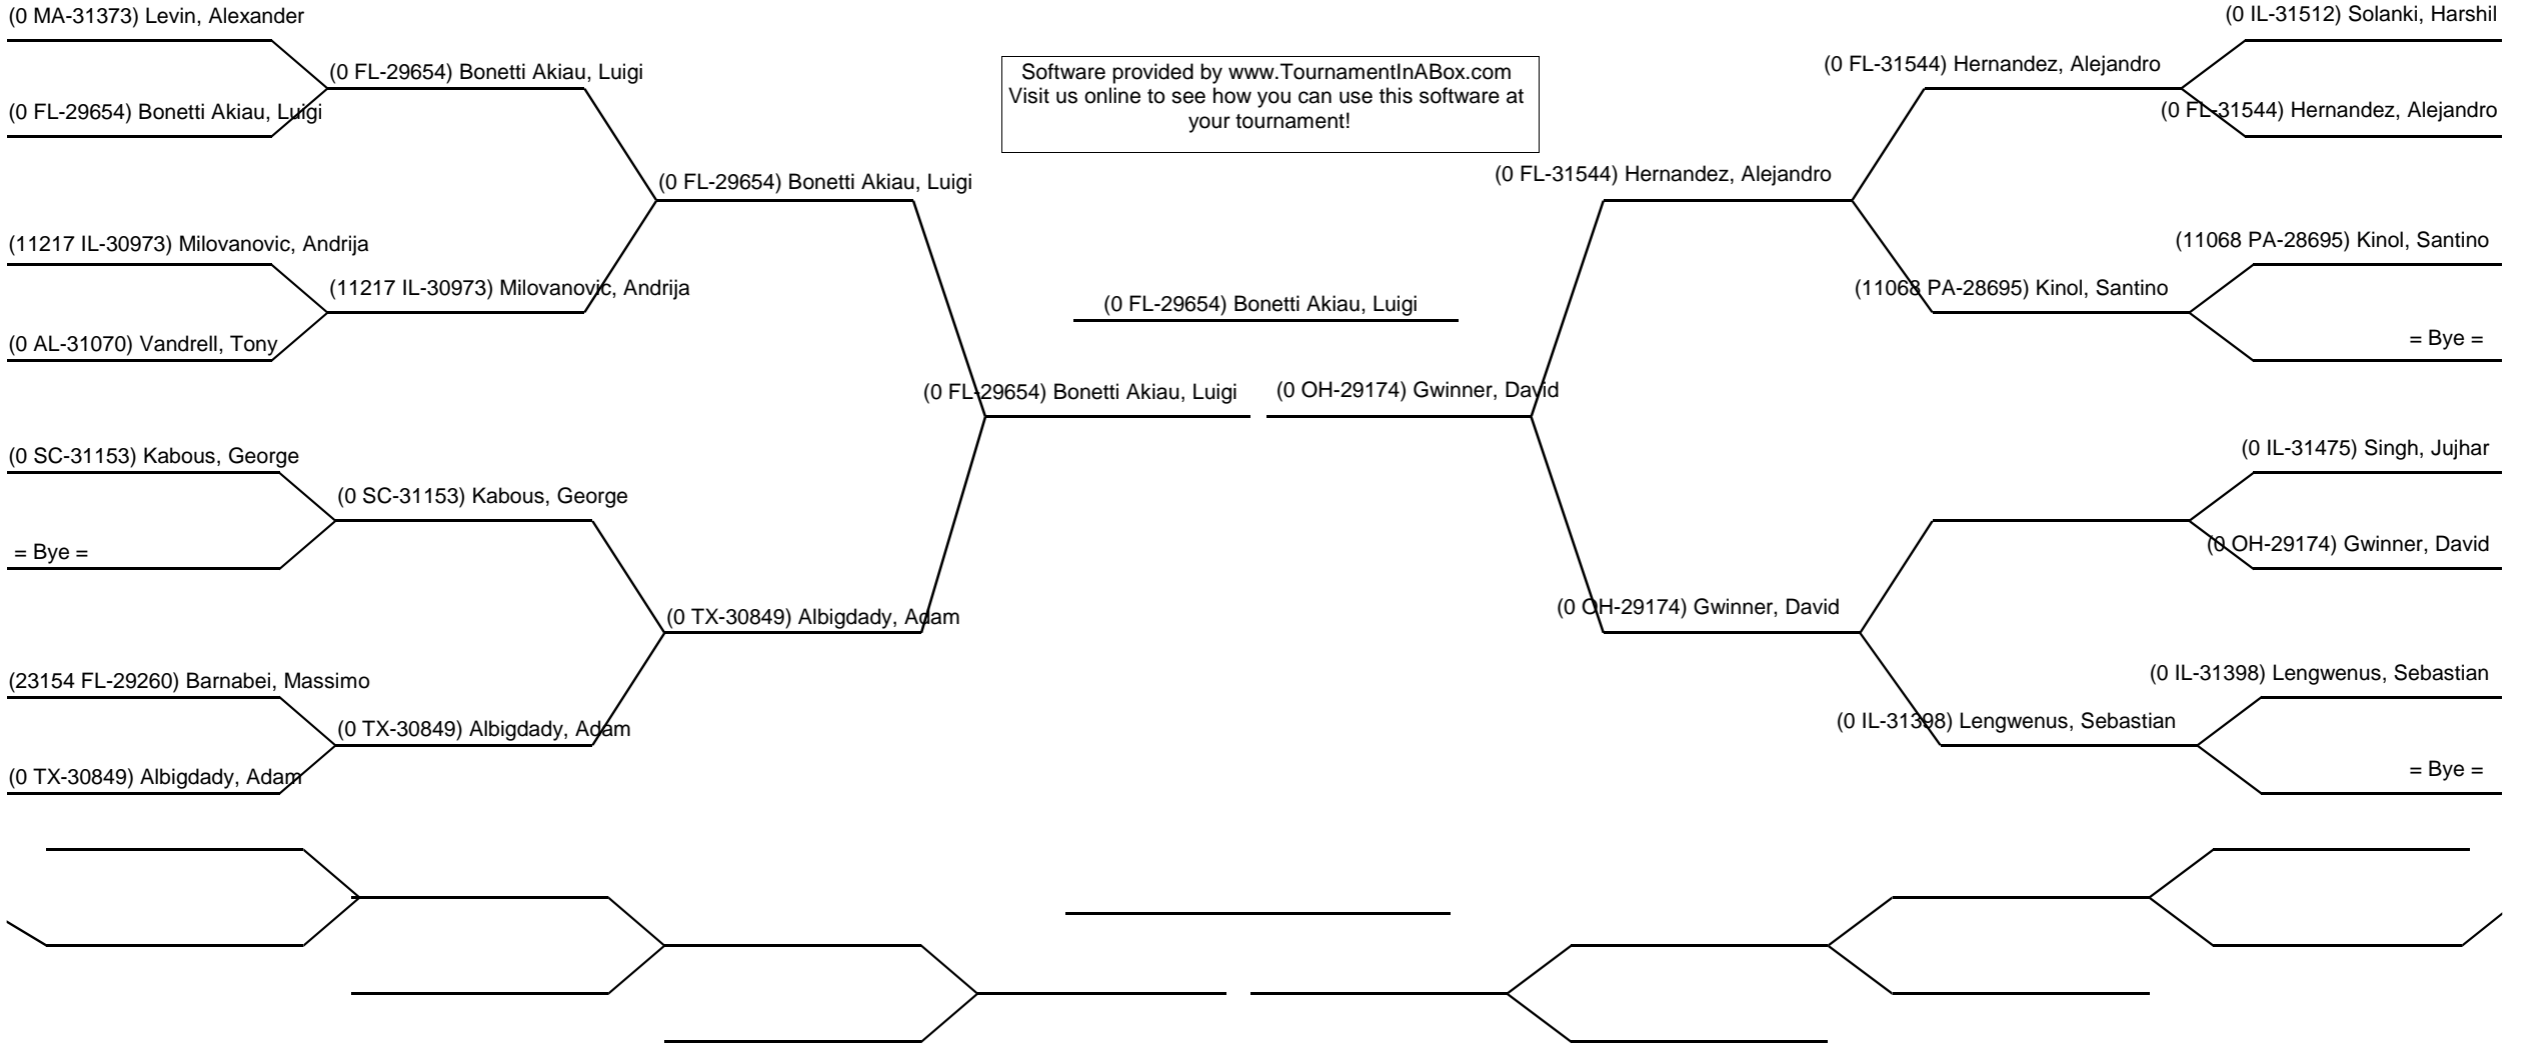 (0 MA-31373) Levin, Alexander
(0 FL-29654) Bonetti Akiau, Luigi
(0 FL-29654) Bonetti Akiau, Luigi
(0 FL-29654) Bonetti Akiau, Luigi
(11217 IL-30973) Milovanovic, Andrija
(11217 IL-30973) Milovanovic, Andrija
(0 AL-31070) Vandrell, Tony
(0 FL-29654) Bonetti Akiau, Luigi
(0 SC-31153) Kabous, George
(0 SC-31153) Kabous, George
= Bye =
(0 TX-30849) Albigdady, Adam
(23154 FL-29260) Barnabei, Massimo
(0 TX-30849) Albigdady, Adam
(0 TX-30849) Albigdady, Adam
Software provided by www.TournamentInABox.com
Visit us online to see how you can use this software at
your tournament!
(0 FL-29654) Bonetti Akiau, Luigi
(0 OH-29174) Gwinner, David
(0 IL-31512) Solanki, Harshil
(0 FL-31544) Hernandez, Alejandro
(0 FL-31544) Hernandez, Alejandro
(0 FL-31544) Hernandez, Alejandro
(11068 PA-28695) Kinol, Santino
(11068 PA-28695) Kinol, Santino
= Bye =
(0 IL-31475) Singh, Jujhar
(0 OH-29174) Gwinner, David
(0 OH-29174) Gwinner, David
(0 IL-31398) Lengwenus, Sebastian
(0 IL-31398) Lengwenus, Sebastian
= Bye =